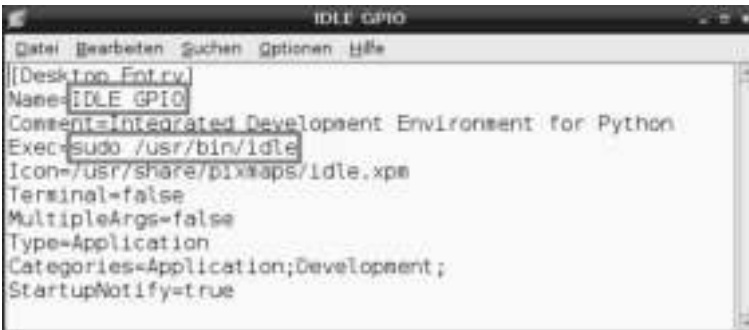 IDLE GPIO
Datei Bearbeiten Suchen Optionen Hilfe
[Desktop Entry]
Name=IDLE GPIO
Comment=Integrated Development Environment for Python
Exec=sudo /usr/bin/idle
Icon=/usr/share/pixmaps/idle.xpm
Terminal=false
MultipleArgs=false
Type=Application
Categories=Application;Development;
StartupNotify=true